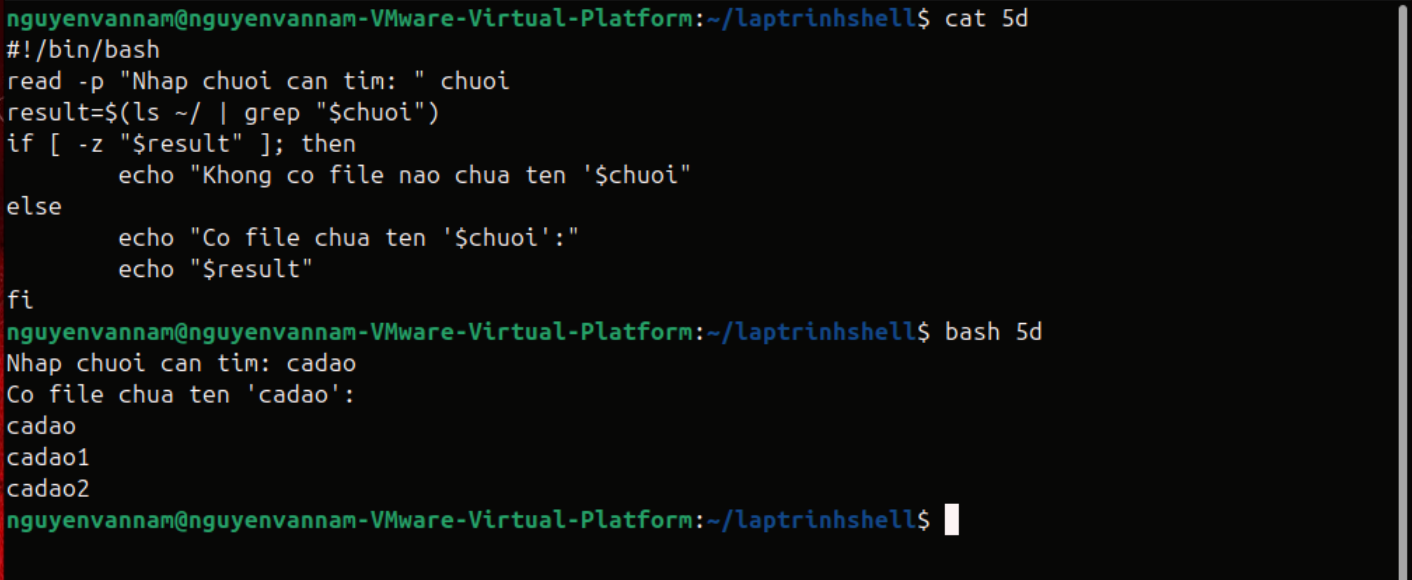 nguyenvannam@nguyenvannam-VMware-Virtual-Platform:~/laptrinhshell$ cat 5d
#!/bin/bash
read -p "Nhap chuoi can tim: " chuoi
result=$(ls ~/ | grep "$chuoi")
if [ -z "$result" ]; then
        echo "Khong co file nao chua ten '$chuoi"
else
        echo "Co file chua ten '$chuoi':"
        echo "$result"
fi
nguyenvannam@nguyenvannam-VMware-Virtual-Platform:~/laptrinhshell$ bash 5d
Nhap chuoi can tim: cadao
Co file chua ten 'cadao':
cadao
cadao1
cadao2
nguyenvannam@nguyenvannam-VMware-Virtual-Platform:~/laptrinhshell$